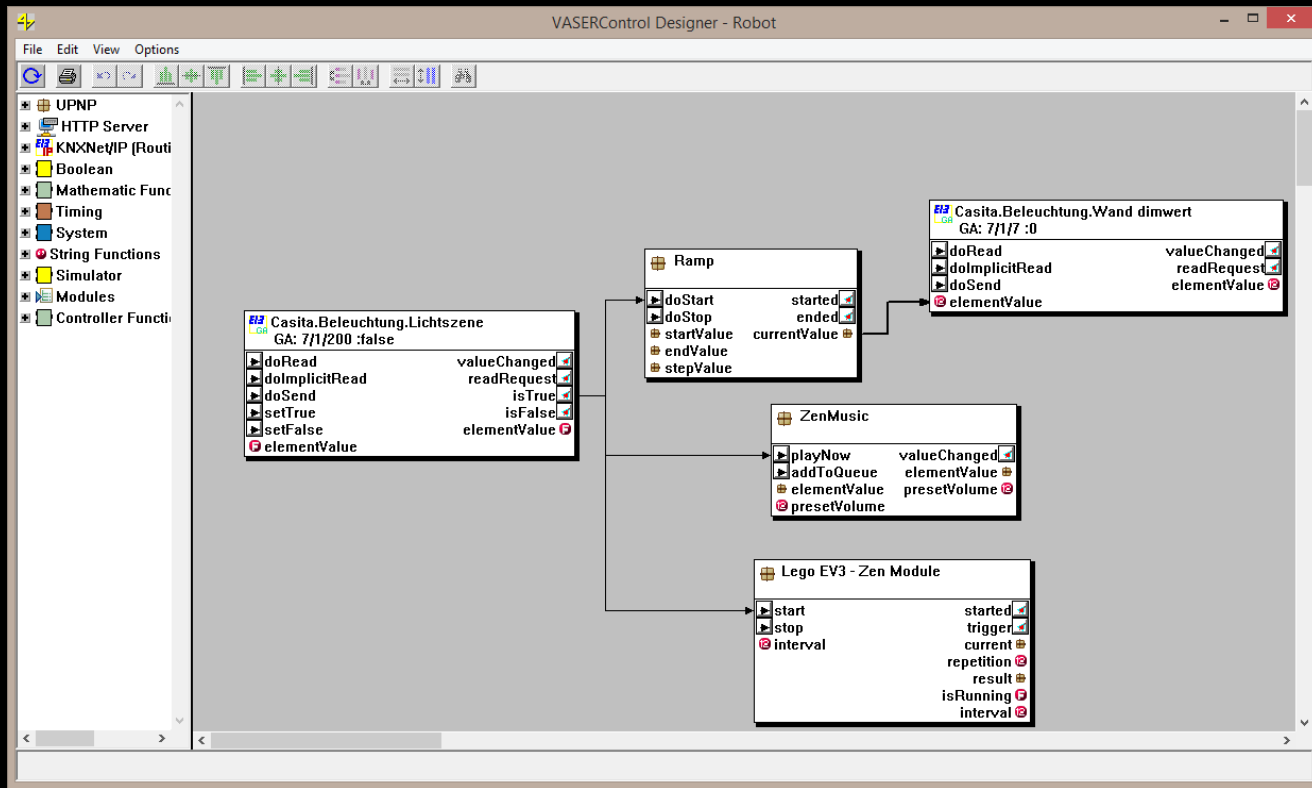 VASERControl Designer - Robot
File Edit View Options
UPNP
HTTP Server
KNXNet/IP (Routi
Boolean
Mathematic Func
Timing
System
String Functions
Simulator
Modules
Controller Functi
Casita.Beleuchtung.Wand dimwert
GA: 7/1/7 :0
doRead valueChanged
doImplicitRead readRequest
doSend elementValue
elementValue
Ramp
doStart started
doStop ended
startValue currentValue
endValue
stepValue
Casita.Beleuchtung.Lichtszene
GA: 7/1/200 :false
doRead valueChanged
doImplicitRead readRequest
doSend isTrue
setTrue isFalse
setFalse elementValue
elementValue
ZenMusic
playNow valueChanged
addToQueue elementValue
elementValue presetVolume
presetVolume
Lego EV3 - Zen Module
start started
stop trigger
interval current
repetition
result
isRunning
interval